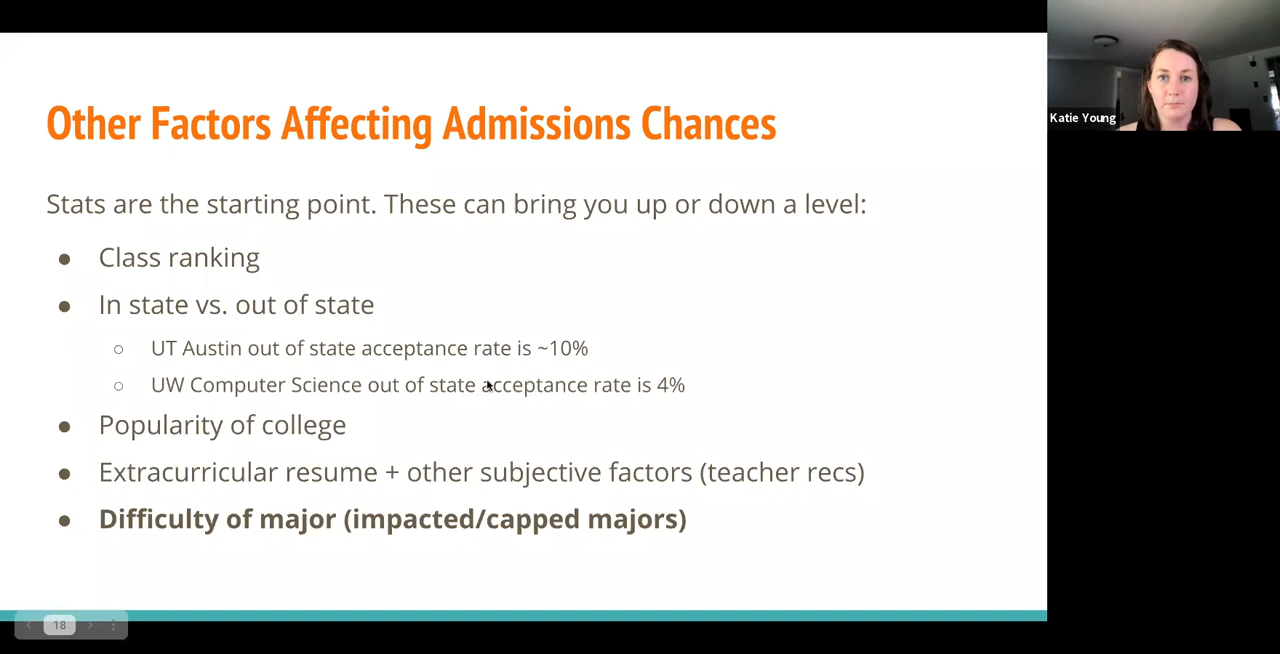 Other Factors Affecting Admissions Chances
Stats are the starting point. These can bring you up or down a level:
● Class ranking
● In state vs. out of state
○ UT Austin out of state acceptance rate is ~10%
○ UW Computer Science out of state acceptance rate is 4%
● Popularity of college
● Extracurricular resume + other subjective factors (teacher recs)
● Difficulty of major (impacted/capped majors)
18
Katie Young